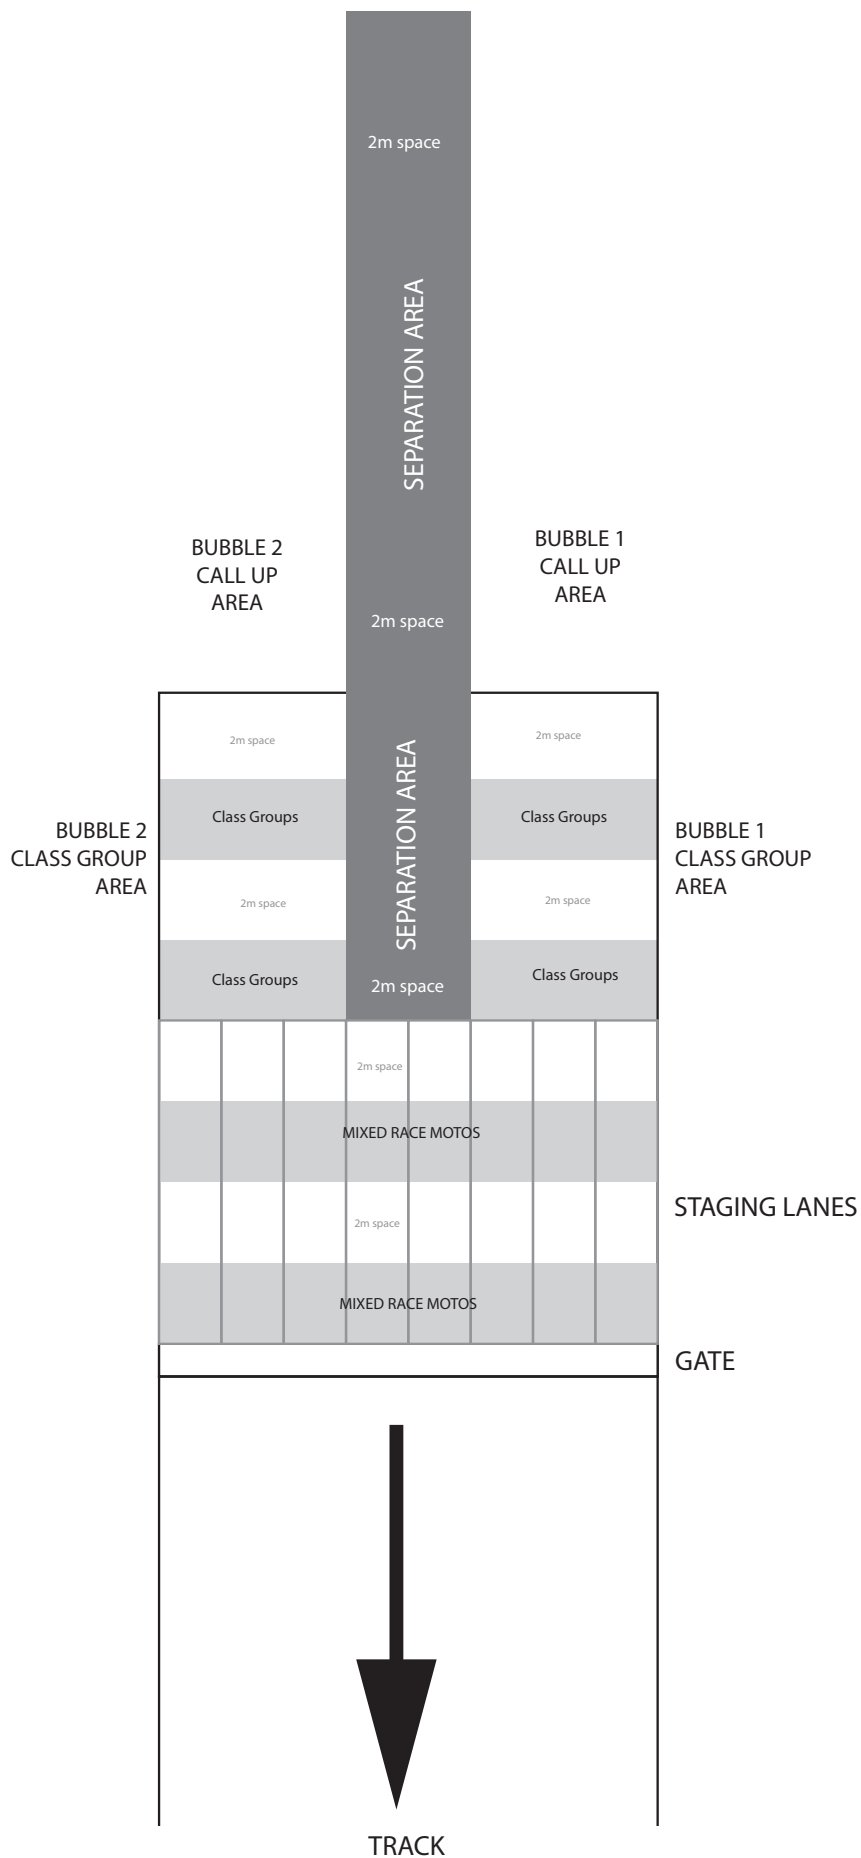 2m space
SEPARATION AREA
BUBBLE 2
CALL UP
AREA
BUBBLE 1
CALL UP
AREA
2m space
2m space
2m space
SEPARATION AREA
Class Groups
Class Groups
BUBBLE 2
CLASS GROUP
AREA
BUBBLE 1
CLASS GROUP
AREA
2m space
2m space
Class Groups
2m space
Class Groups
2m space
MIXED RACE MOTOS
STAGING LANES
2m space
MIXED RACE MOTOS
GATE
TRACK